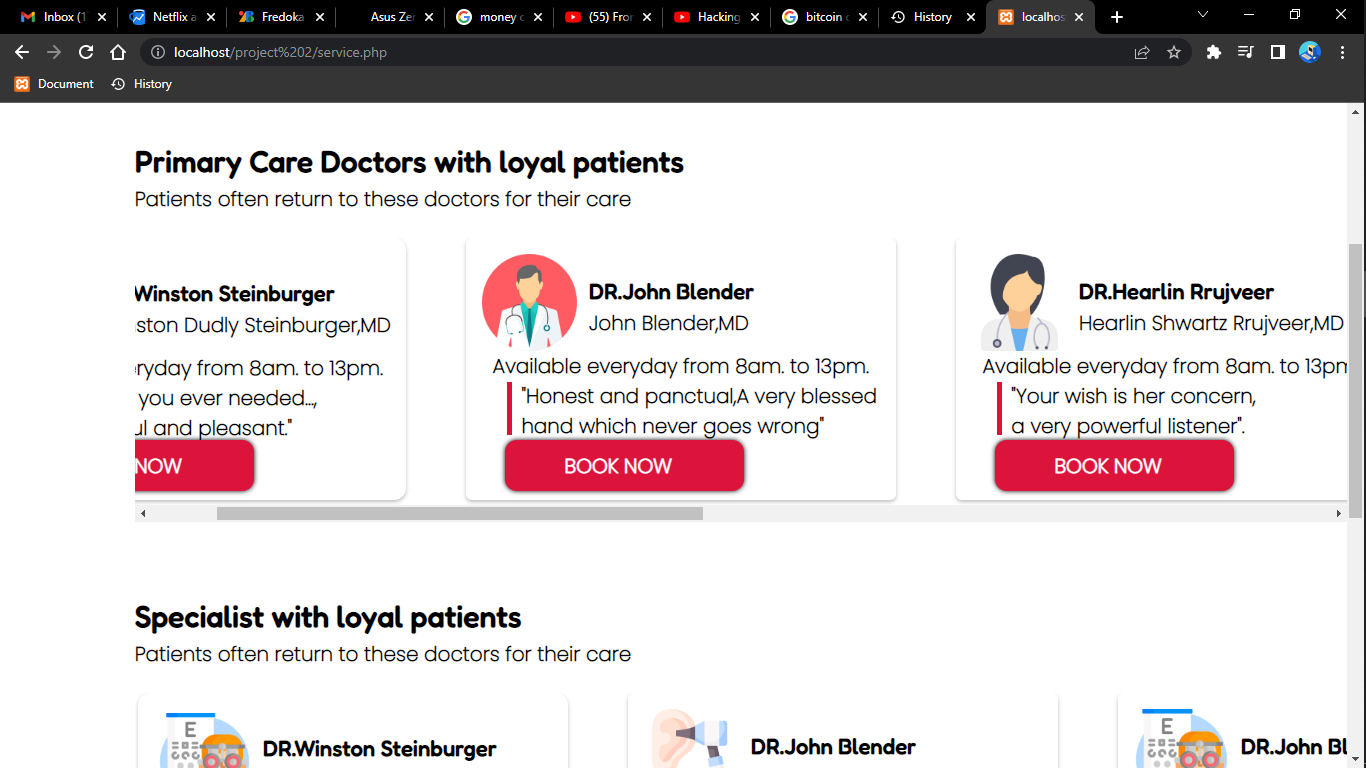 Inbox (1
Netflix a
Fredoka
Asus Zer
money c
(55) Fror
Hacking
bitcoin c
History
localhos
localhost/project%202/service.php
Document
History
Primary Care Doctors with loyal patients
Patients often return to these doctors for their care
Winston Steinburger
nston Dudly Steinburger,MD
eryday from 8am. to 13pm.
you ever needed...,
ul and pleasant."
NOW
DR.John Blender
John Blender,MD
Available everyday from 8am. to 13pm.
"Honest and panctual,A very blessed
hand which never goes wrong"
BOOK NOW
DR.Hearlin Rrujveer
Hearlin Shwartz Rrujveer,MD
Available everyday from 8am. to 13pm
"Your wish is her concern,
a very powerful listener".
BOOK NOW
Specialist with loyal patients
Patients often return to these doctors for their care
E
DR.Winston Steinburger
DR.John Blender
E
DR.John Bl